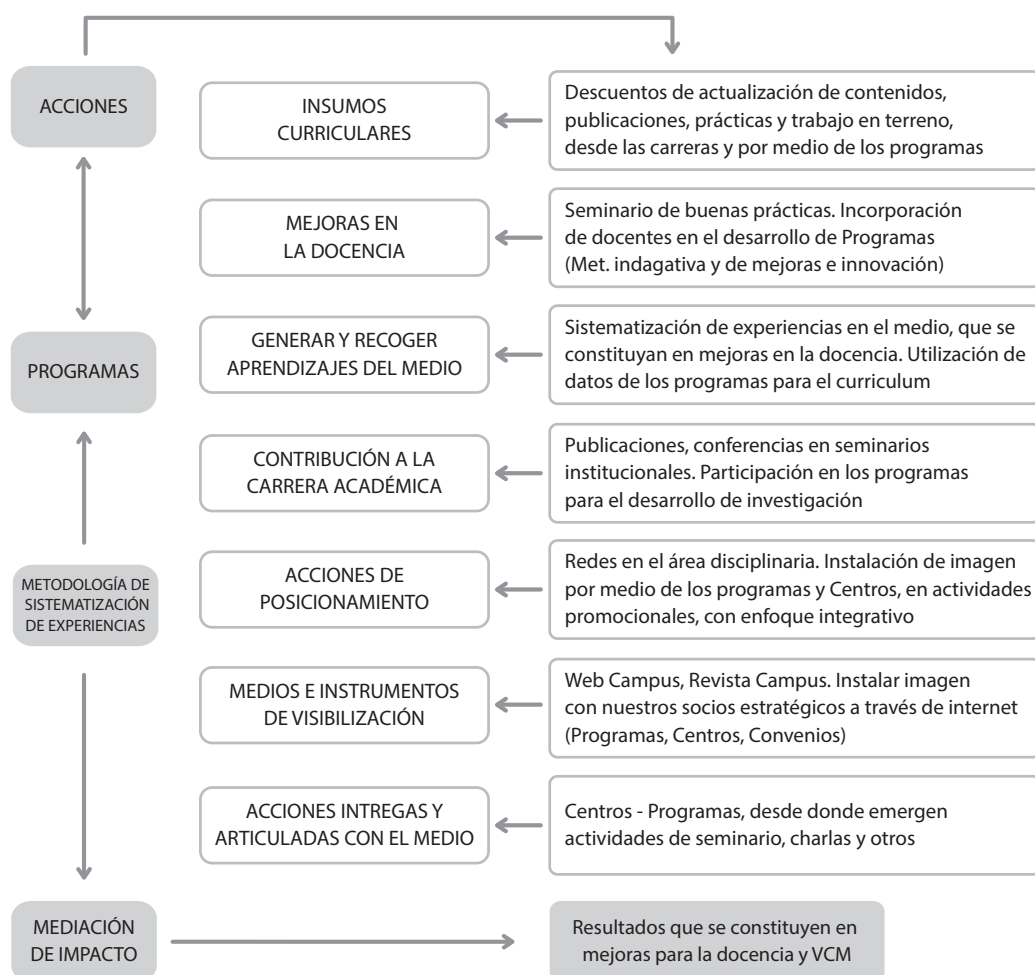 ACCIONES
INSUMOS
CURRICULARES
Descuentos de actualización de contenidos,
publicaciones, prácticas y trabajo en terreno,
desde las carreras y por medio de los programas
MEJORAS EN
LA DOCENCIA
Seminario de buenas prácticas. Incorporación
de docentes en el desarrollo de Programas
(Met. indagativa y de mejoras e innovación)
PROGRAMAS
GENERAR Y RECOGER
APRENDIZAJES DEL MEDIO
Sistematización de experiencias en el medio, que se
constituyan en mejoras en la docencia. Utilización de
datos de los programas para el curriculum
CONTRIBUCIÓN A LA
CARRERA ACADÉMICA
Publicaciones, conferencias en seminarios
institucionales. Participación en los programas
para el desarrollo de investigación
METODOLOGÍA DE
SISTEMATIZACIÓN
DE EXPERIENCIAS
ACCIONES DE
POSICIONAMIENTO
Redes en el área disciplinaria. Instalación de imagen
por medio de los programas y Centros, en actividades
promocionales, con enfoque integrativo
MEDIOS E INSTRUMENTOS
DE VISIBILIZACIÓN
Web Campus, Revista Campus. Instalar imagen
con nuestros socios estratégicos a través de internet
(Programas, Centros, Convenios)
ACCIONES INTREGAS Y
ARTICULADAS CON EL MEDIO
Centros - Programas, desde donde emergen
actividades de seminario, charlas y otros
MEDIACIÓN
DE IMPACTO
Resultados que se constituyen en
mejoras para la docencia y VCM